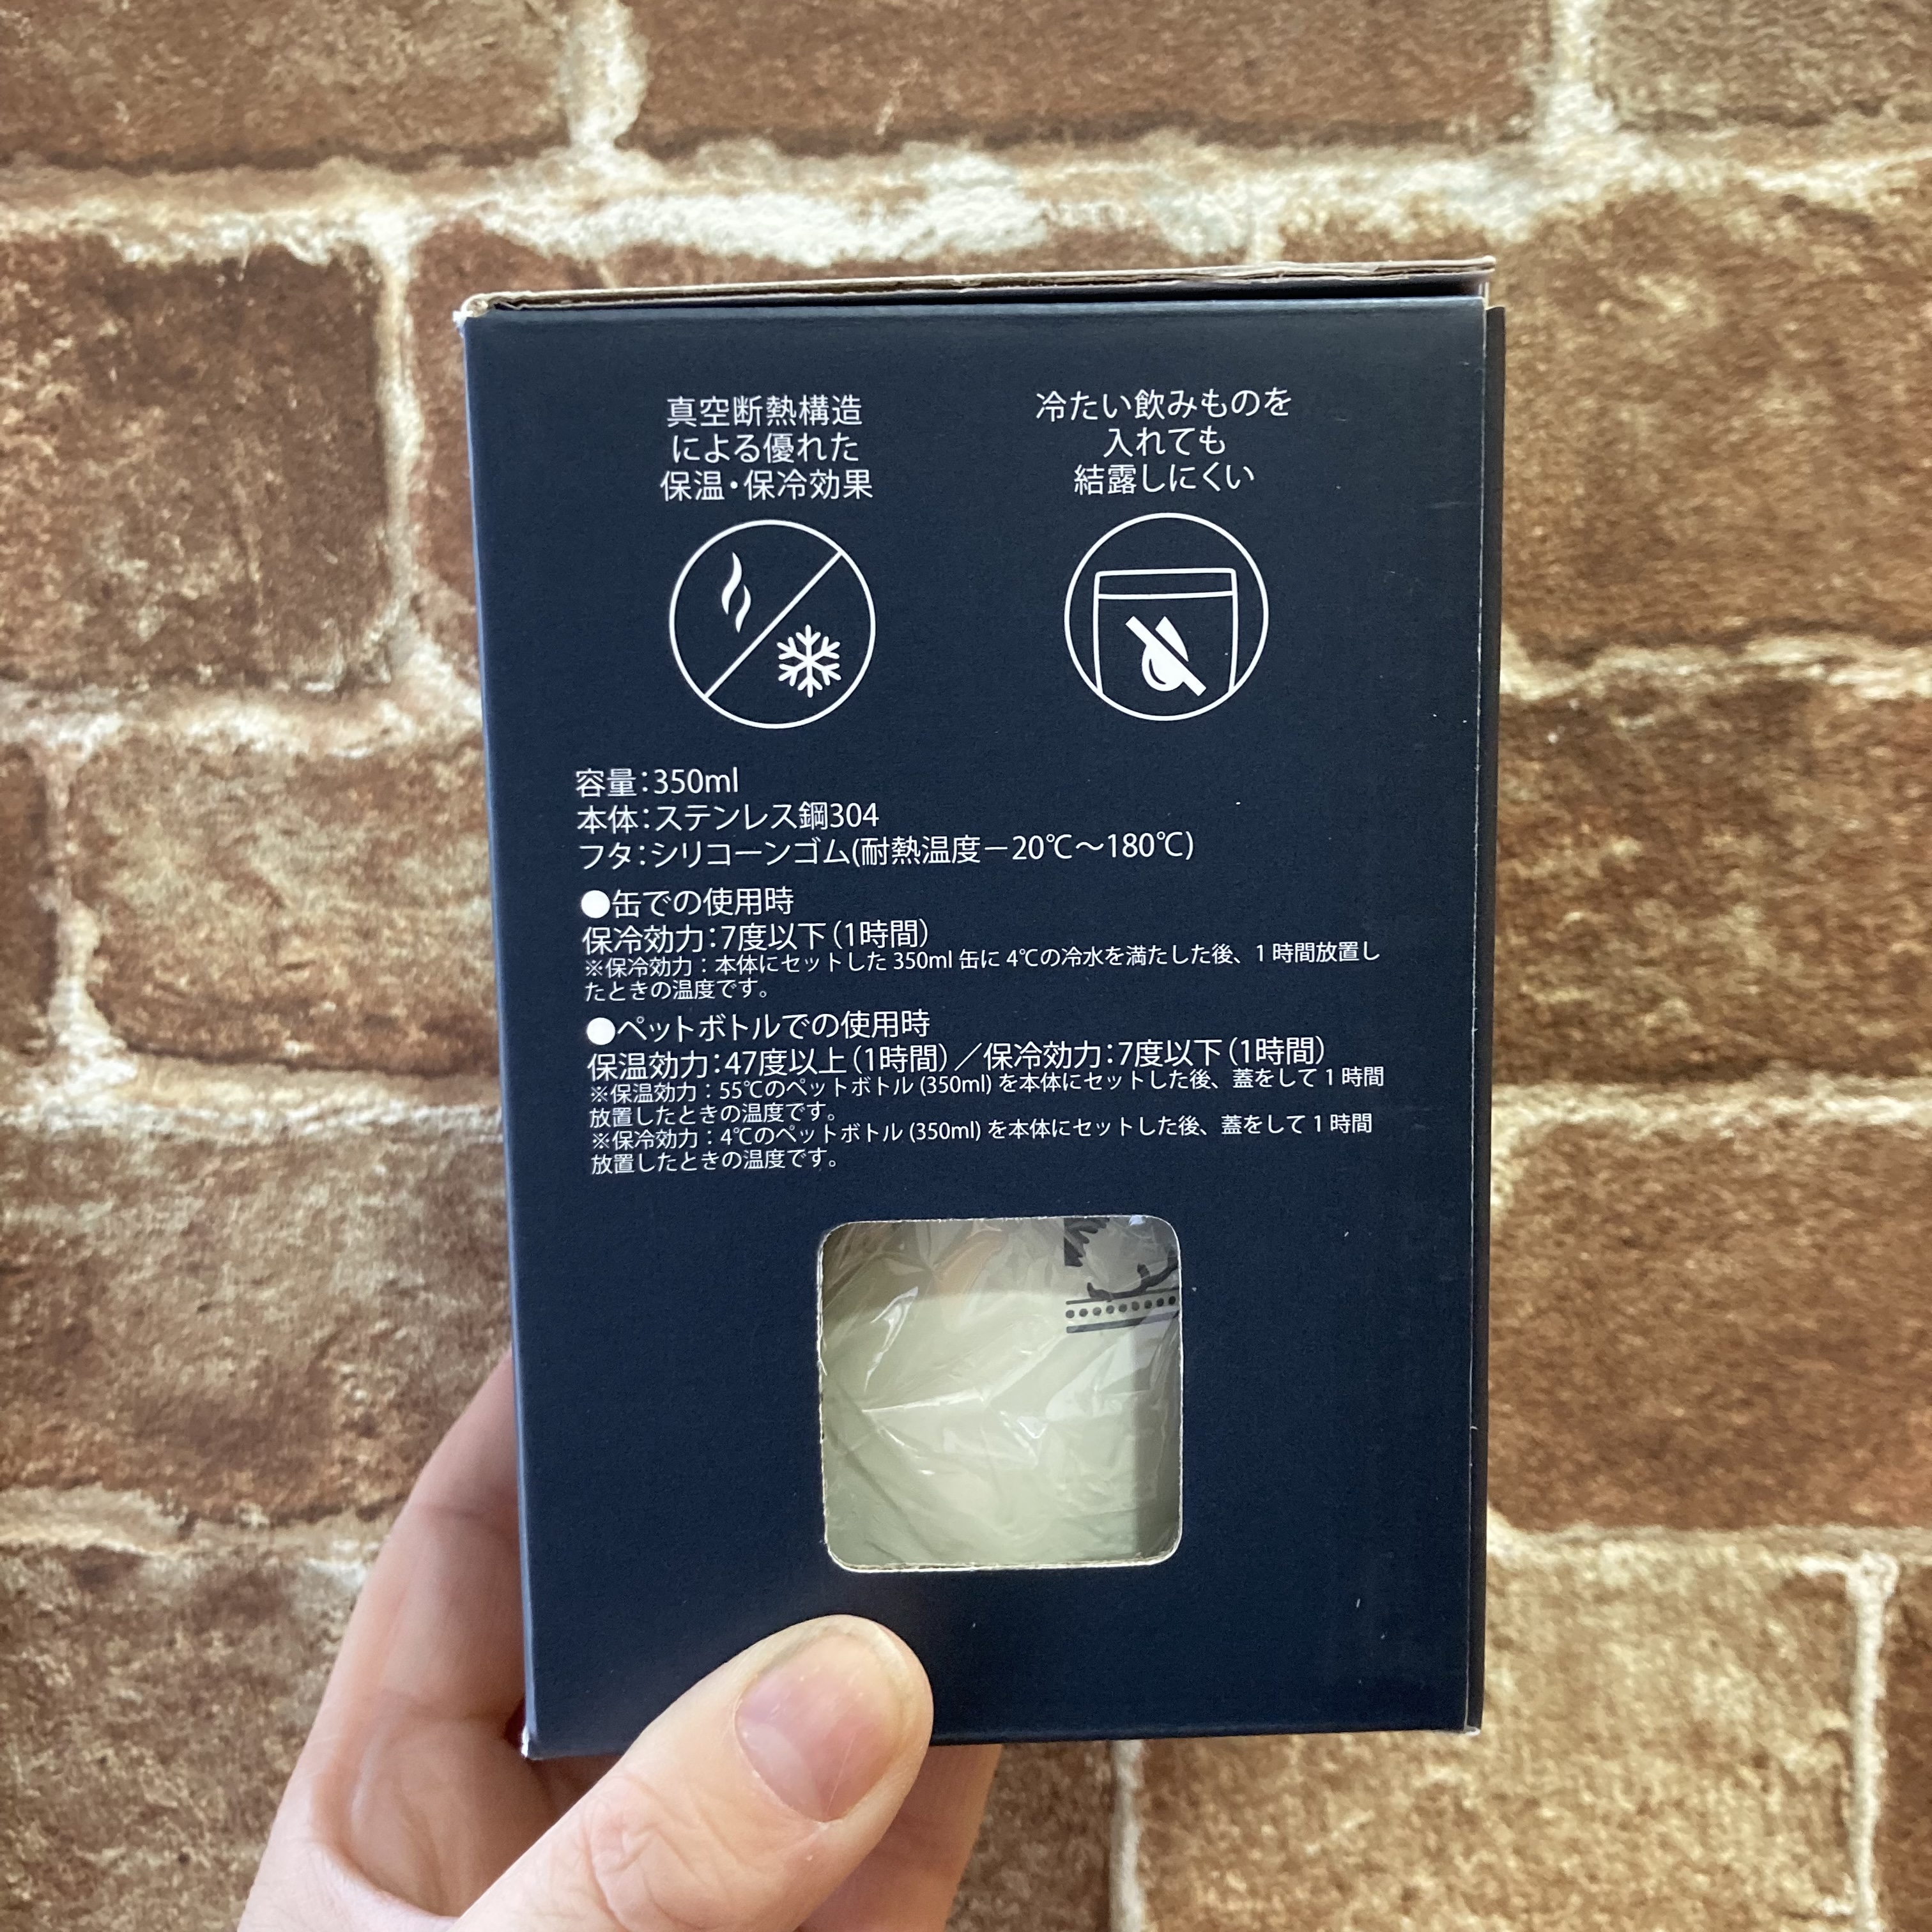 真空断熱構造
による優れた
保温・保冷効果
冷たい飲みものを
入れても
結露しにくい
容量：350ml
本体：ステンレス鋼304
フタ：シリコーンゴム(耐熱温度－20℃～180℃)
●缶での使用時
保冷効力：7度以下（1時間）
※保冷効力：本体にセットした 350ml 缶に 4℃の冷水を満たした後、1 時間放置し
たときの温度です。
●ペットボトルでの使用時
保温効力：47度以上（1時間）／保冷効力：7度以下（1時間）
※保温効力：55℃のペットボトル (350ml) を本体にセットした後、蓋をして 1 時間
放置したときの温度です。
※保冷効力：4℃のペットボトル (350ml) を本体にセットした後、蓋をして 1 時間
放置したときの温度です。